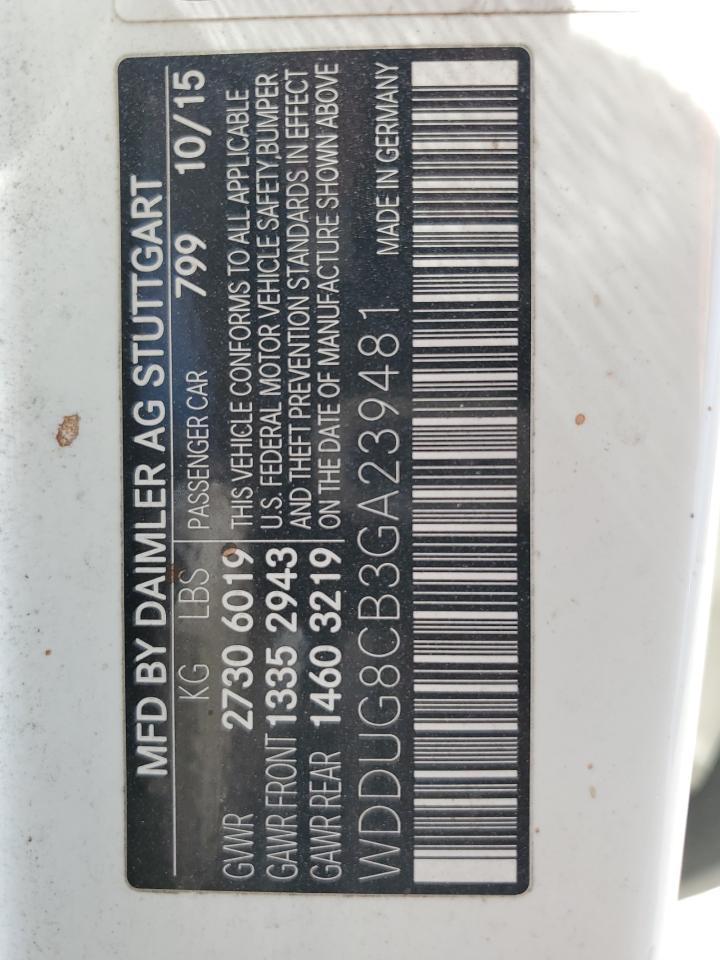 MFD BY DAIMLER AG STUTTGART
KG LBS PASSENGER CAR 799 10/15
GVWR 2730 6019 THIS VEHICLE CONFORMS TO ALL APPLICABLE
GAWR FRONT 1335 2943 U.S. FEDERAL MOTOR VEHICLE SAFETY,BUMPER
GAWR REAR 1460 3219 AND THEFT PREVENTION STANDARDS IN EFFECT
ON THE DATE OF MANUFACTURE SHOWN ABOVE
WDDUG8CB3GA239481 MADE IN GERMANY